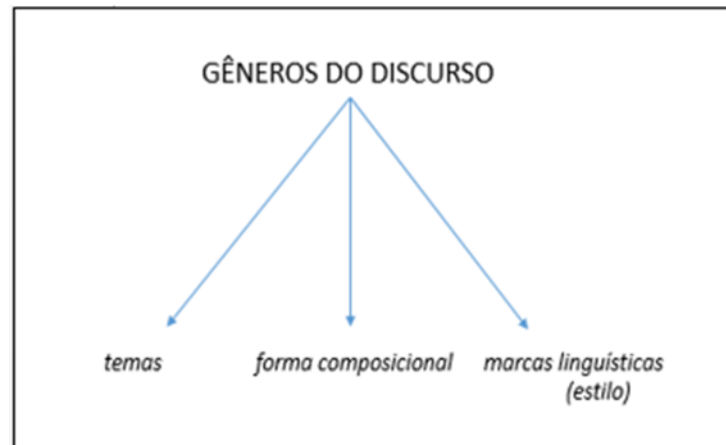 GÊNEROS DO DISCURSO
temas
forma composicional
marcas linguísticas
(estilo)